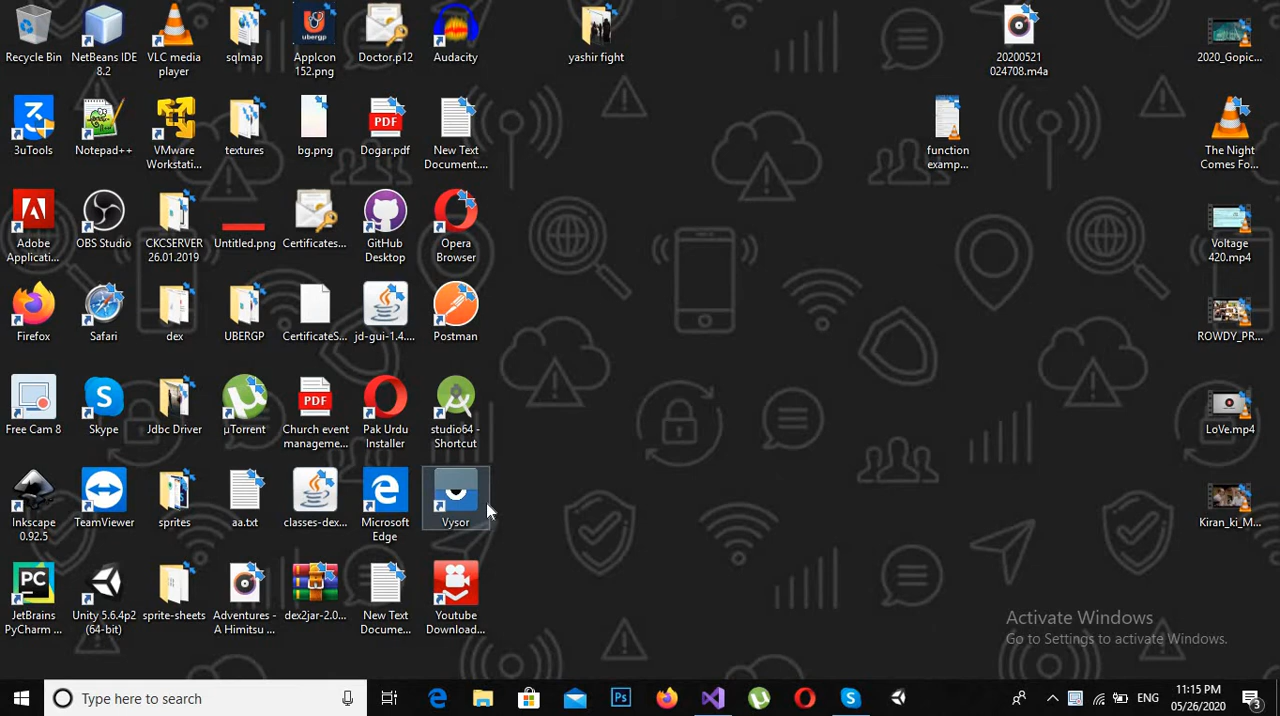 Recycle Bin
NetBeans IDE
8.2
VLC media
player
sqlmap
UBERGP
AppIcon
152.png
Doctor.p12
Audacity
yashir fight
20200521
024708.m4a
2020_Gopic...
3uTools
Notepad++
VMware
Workstati...
textures
bg.png
PDF
Dogar.pdf
New Text
Document....
function
examp...
The Night
Comes Fo...
Adobe
Applicati...
OBS Studio
CKCSERVER
26.01.2019
Untitled.png
Certificates...
GitHub
Desktop
Opera
Browser
Voltage
420.mp4
Firefox
Safari
dex
UBERGP
CertificateS...
jd-gui-1.4....
Postman
ROWDY_PR...
Free Cam 8
Skype
Jdbc Driver
µTorrent
PDF
Church event
manageme...
Pak Urdu
Installer
studio64 -
Shortcut
LoVe.mp4
Inkscape
0.92.5
TeamViewer
sprites
aa.txt
classes-dex...
Microsoft
Edge
Vysor
Kiran_ki_M...
PC
JetBrains
PyCharm ...
Unity 5.6.4p2
(64-bit)
sprite-sheets
Adventures -
A Himitsu ...
dex2jar-2.0...
New Text
Docume...
Youtube
Download...
Activate Windows
Go to Settings to activate Windows.
Type here to search
Ps
ENG
11:15 PM
05/26/2020
3